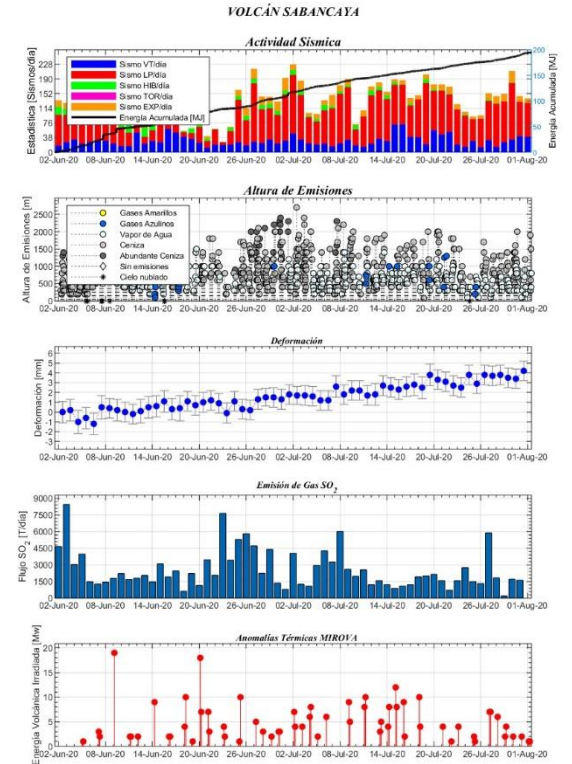 VOLCÁN SABANCAYA
Actividad Sísmica
Estadística [Sismos/día]
228
190
152
114
76
38
0
Sismo VT/día
Sismo LP/día
Sismo HIB/día
Sismo TOR/día
Sismo EXP/día
Energía Acumulada [MJ]
200
150
100
50
0
Energía Acumulada [MJ]
02-Jun-20 08-Jun-20 14-Jun-20 20-Jun-20 26-Jun-20 02-Jul-20 08-Jul-20 14-Jul-20 20-Jul-20 26-Jul-20 01-Aug-20
Altura de Emisiones
Altura de Emisiones [m]
2500
2000
1500
1000
500
0
Gases Amarillos
Gases Azulinos
Vapor de Agua
Ceniza
Abundante Ceniza
Sin emisiones
Cielo nublado
02-Jun-20 08-Jun-20 14-Jun-20 20-Jun-20 26-Jun-20 02-Jul-20 08-Jul-20 14-Jul-20 20-Jul-20 26-Jul-20 01-Aug-20
Deformación
Deformación [mm]
6
5
4
3
2
1
0
-1
-2
-3
02-Jun-20 08-Jun-20 14-Jun-20 20-Jun-20 26-Jun-20 02-Jul-20 08-Jul-20 14-Jul-20 20-Jul-20 26-Jul-20 01-Aug-20
Emisión de Gas SO2
Flujo SO2 [T/día]
9000
7500
6000
4500
3000
1500
0
02-Jun-20 08-Jun-20 14-Jun-20 20-Jun-20 26-Jun-20 02-Jul-20 08-Jul-20 14-Jul-20 20-Jul-20 26-Jul-20 01-Aug-20
Anomalías Térmicas MIROVA
Energía Volcánica Irradiada [Mw]
20
15
10
5
0
02-Jun-20 08-Jun-20 14-Jun-20 20-Jun-20 26-Jun-20 02-Jul-20 08-Jul-20 14-Jul-20 20-Jul-20 26-Jul-20 01-Aug-20